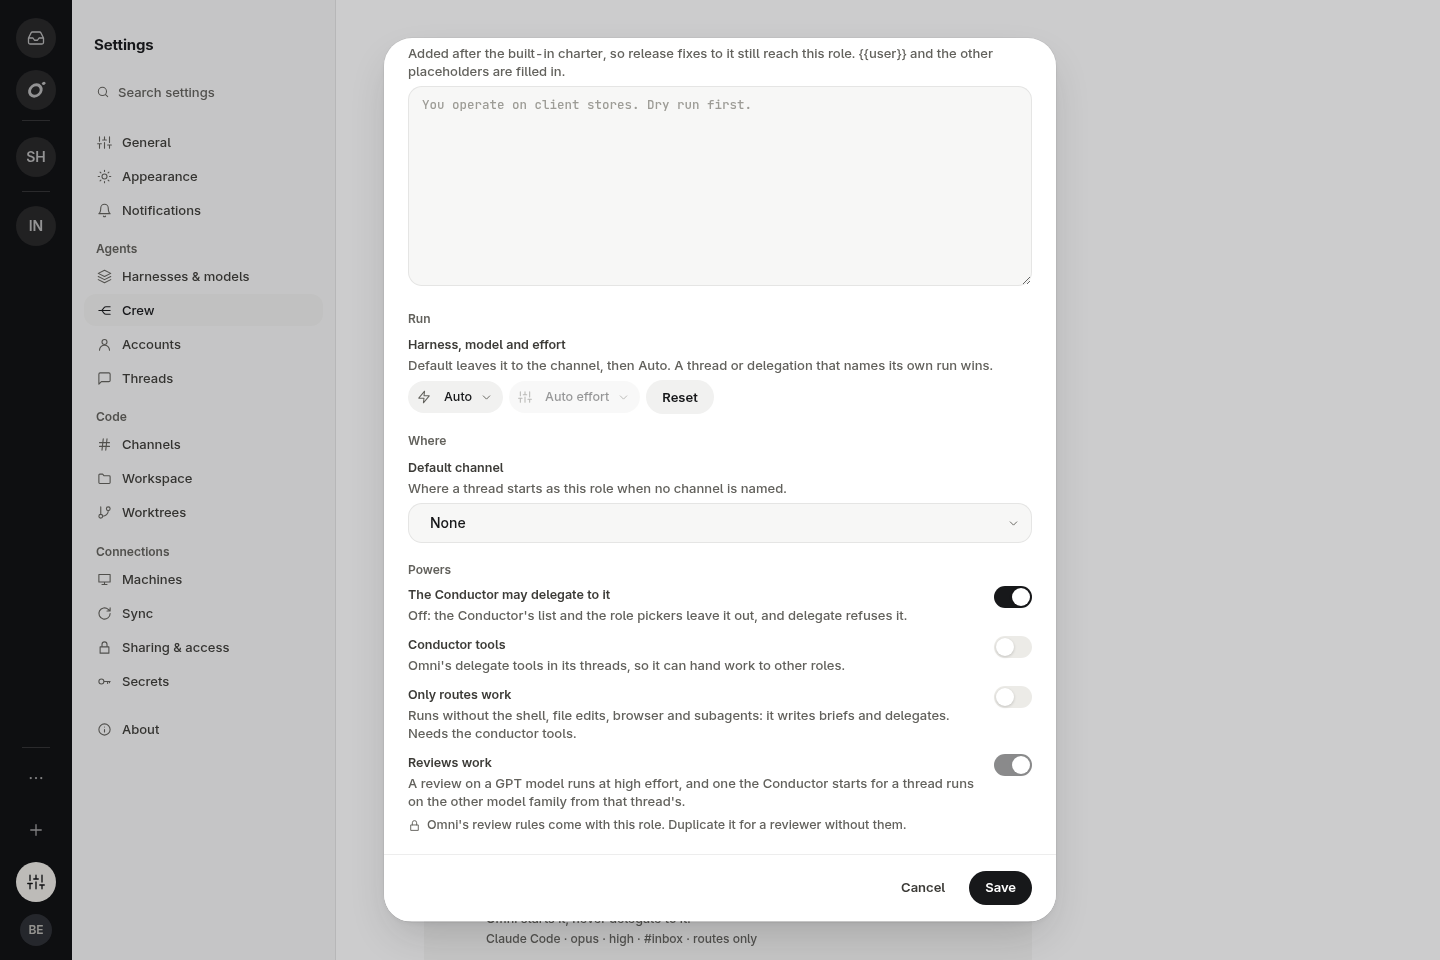 Settings
Search settings
General
Appearance
Notifications
Agents
Harnesses & models
Crew
Accounts
Threads
Code
Channels
Workspace
Worktrees
Connections
Machines
Sync
Sharing & access
Secrets
About
SH
IN
BE
Added after the built-in charter, so release fixes to it still reach this role. {{user}} and the other
placeholders are filled in.
You operate on client stores. Dry run first.
Run
Harness, model and effort
Default leaves it to the channel, then Auto. A thread or delegation that names its own run wins.
Auto
Auto effort
Reset
Where
Default channel
Where a thread starts as this role when no channel is named.
None
Powers
The Conductor may delegate to it
Off: the Conductor's list and the role pickers leave it out, and delegate refuses it.
Conductor tools
Omni's delegate tools in its threads, so it can hand work to other roles.
Only routes work
Runs without the shell, file edits, browser and subagents: it writes briefs and delegates.
Needs the conductor tools.
Reviews work
A review on a GPT model runs at high effort, and one the Conductor starts for a thread runs
on the other model family from that thread's.
Omni's review rules come with this role. Duplicate it for a reviewer without them.
Cancel
Save
Claude Code · opus · high · #inbox · routes only